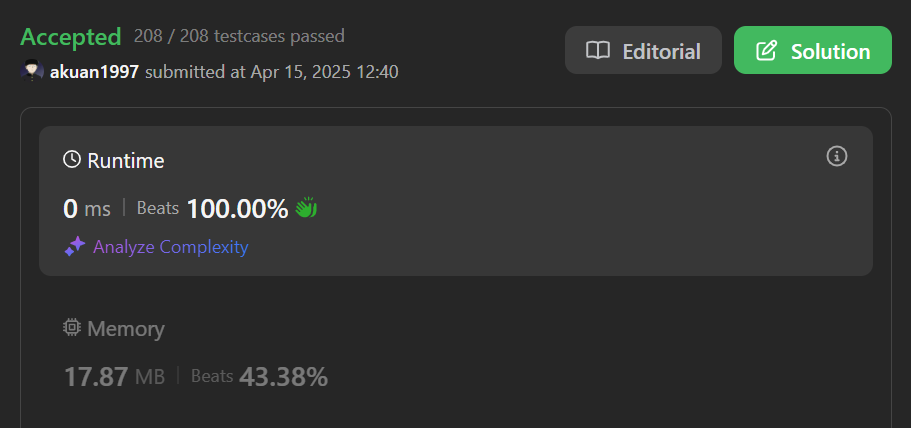 Accepted 208 / 208 testcases passed
akuan1997 submitted at Apr 15, 2025 12:40
Editorial
Solution
Runtime
0 ms | Beats 100.00%
Analyze Complexity
Memory
17.87 MB | Beats 43.38%